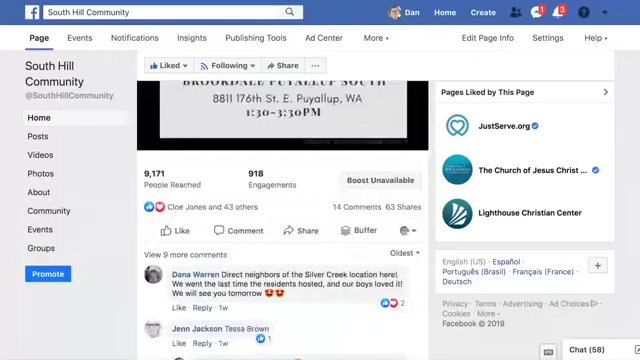 South Hill Community
Dan
Home
Create
1
3
Page
Events
Notifications
Insights
Publishing Tools
Ad Center
More
Edit Page Info
Settings
Help
South Hill
Community
@SouthHillCommunity
Home
Posts
Videos
Photos
About
Community
Events
Groups
Promote
Liked
Following
Share
BROOKDALE PUYALLUP SOUTH
8811 176th St. E. Puyallup, WA
1:30-3:30PM
9,171
People Reached
918
Engagements
Boost Unavailable
Cloe Jones and 43 others
14 Comments 63 Shares
Like
Comment
Share
Buffer
View 9 more comments
Oldest
Dana Warren Direct neighbors of the Silver Creek location here!
We went the last time the residents hosted, and our boys loved it!
We will see you tomorrow
2
Like · Reply · 1w
Jenn Jackson Tessa Brown
1
Like · Reply · 1w
Pages Liked by This Page
JustServe.org
The Church of Jesus Christ ...
Lighthouse Christian Center
English (US) · Español ·
Português (Brasil) · Français (France) ·
Deutsch
Privacy · Terms · Advertising · Ad Choices ·
Cookies · More
Facebook © 2019
Chat (58)